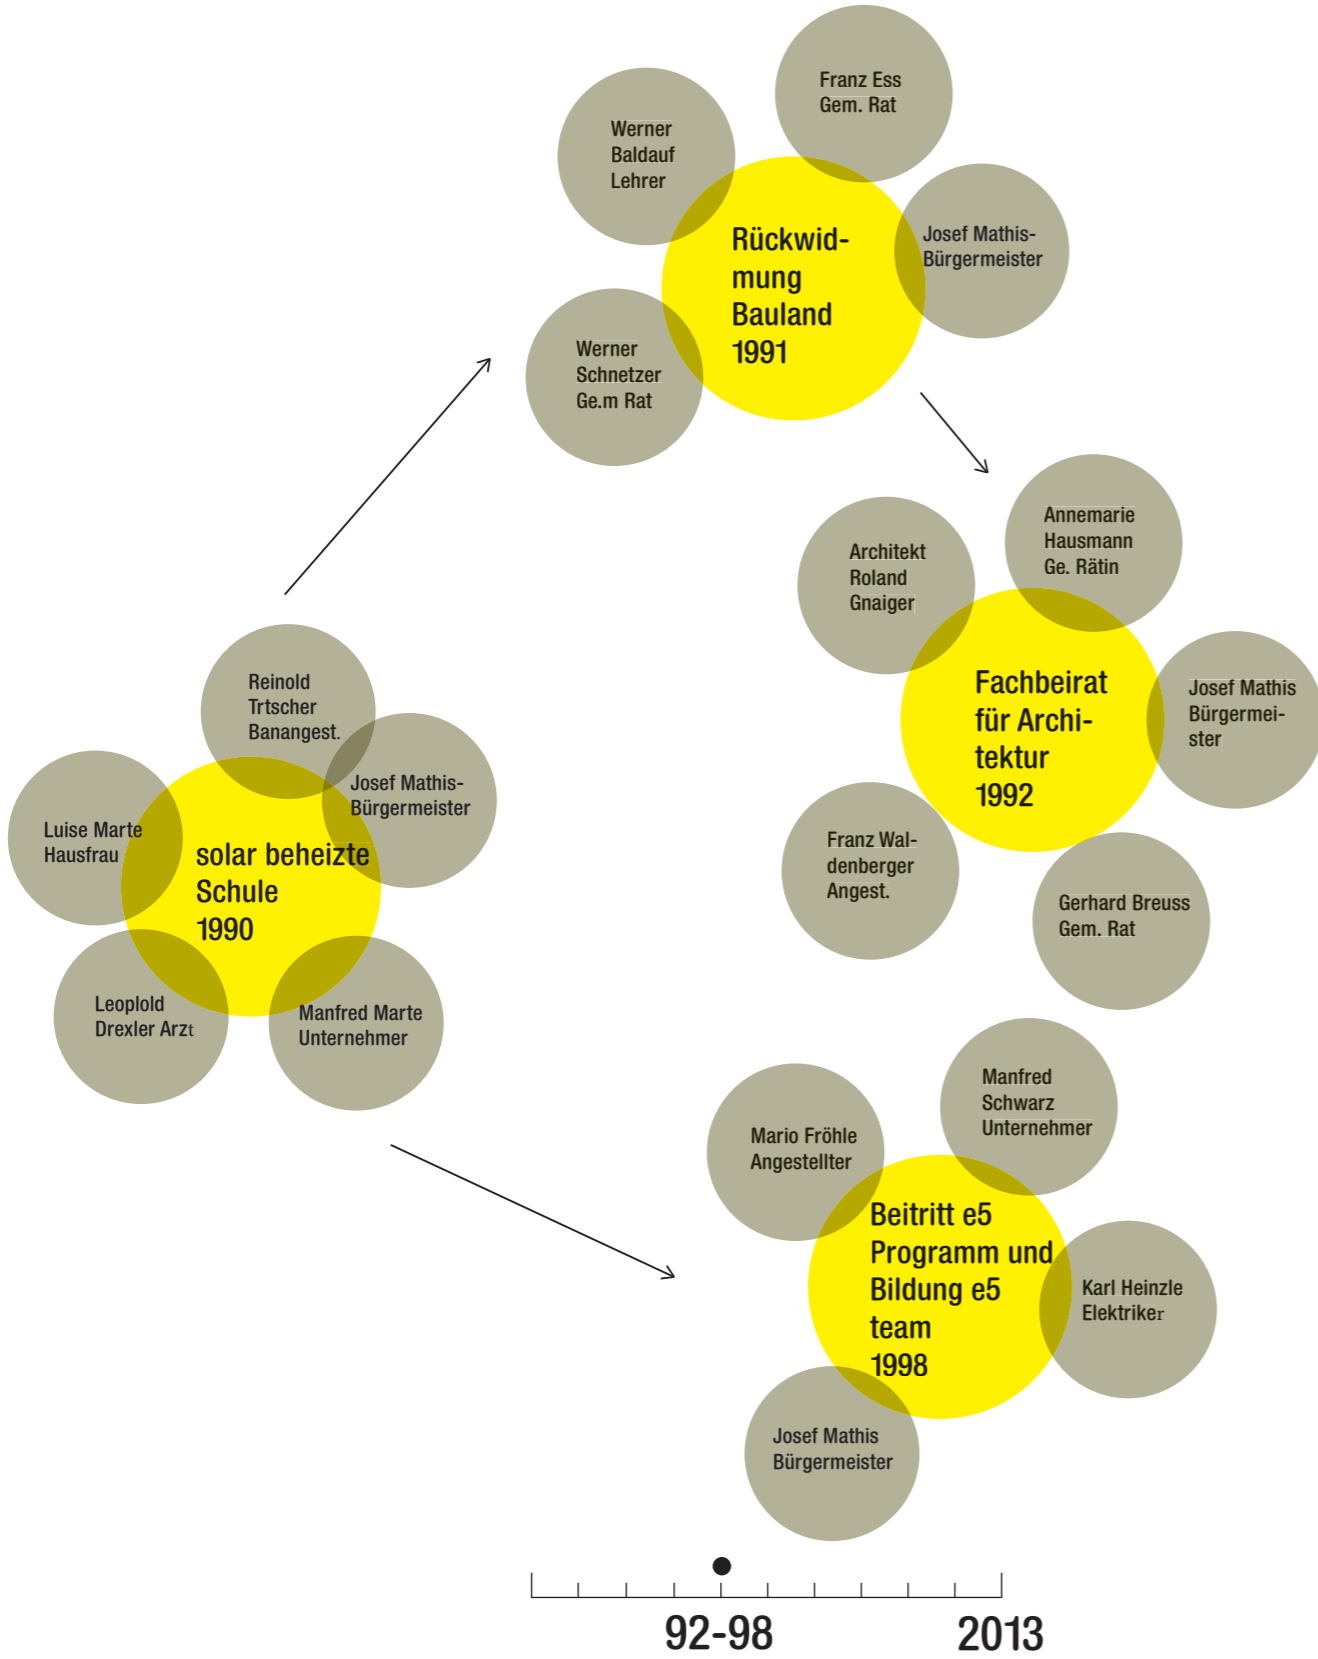 Franz Ess
Gem. Rat
Werner
Baldauf
Lehrer
Josef Mathis-
Bürgermeister
Rückwid-
mung
Bauland
1991
Werner
Schnetzer
Ge.m Rat
Annemarie
Hausmann
Ge. Rätin
Architekt
Roland
Gnaiger
Josef Mathis
Bürgermei-
ster
Fachbeirat
für Archi-
tektur
1992
Franz Wal-
denberger
Angest.
Gerhard Breuss
Gem. Rat
Reinold
Trtscher
Banangest.
Josef Mathis-
Bürgermeister
Luise Marte
Hausfrau
solar beheizte
Schule
1990
Leoplold
Drexler Arzt
Manfred Marte
Unternehmer
Manfred
Schwarz
Unternehmer
Mario Fröhle
Angestellter
Beitritt e5
Programm und
Bildung e5
team
1998
Karl Heinzle
Elektriker
Josef Mathis
Bürgermeister
92-98
2013